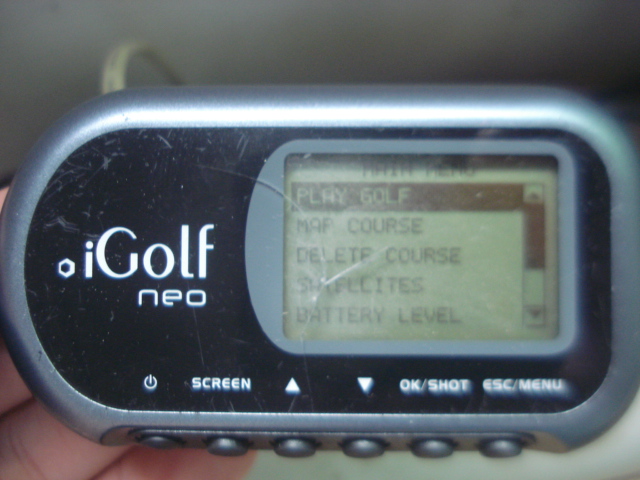 iGolf
neo
MAIN MENU
PLAY GOLF
MAP COURSE
DELETE COURSE
SATELLITES
BATTERY LEVEL
SCREEN
OK/SHOT
ESC/MENU